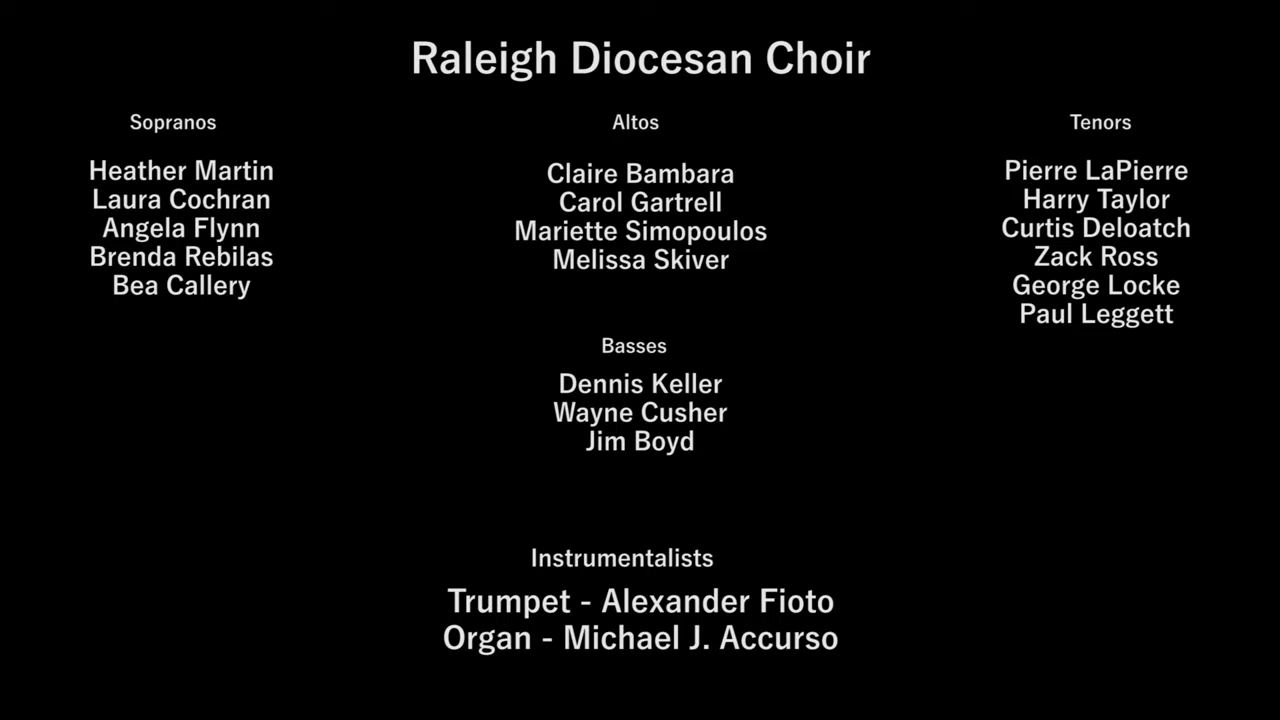 Raleigh Diocesan Choir
Sopranos
Heather Martin
Laura Cochran
Angela Flynn
Brenda Rebilas
Bea Callery
Altos
Claire Bambara
Carol Gartrell
Mariette Simopoulos
Melissa Skiver
Tenors
Pierre LaPierre
Harry Taylor
Curtis Deloatch
Zack Ross
George Locke
Paul Leggett
Basses
Dennis Keller
Wayne Cusher
Jim Boyd
Instrumentalists
Trumpet - Alexander Fioto
Organ - Michael J. Accurso